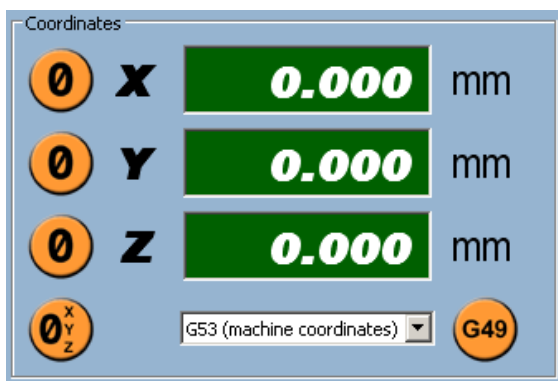 Coordinates
0 X 0.000 mm
0 Y 0.000 mm
0 Z 0.000 mm
0 X Y Z G53 (machine coordinates) G49